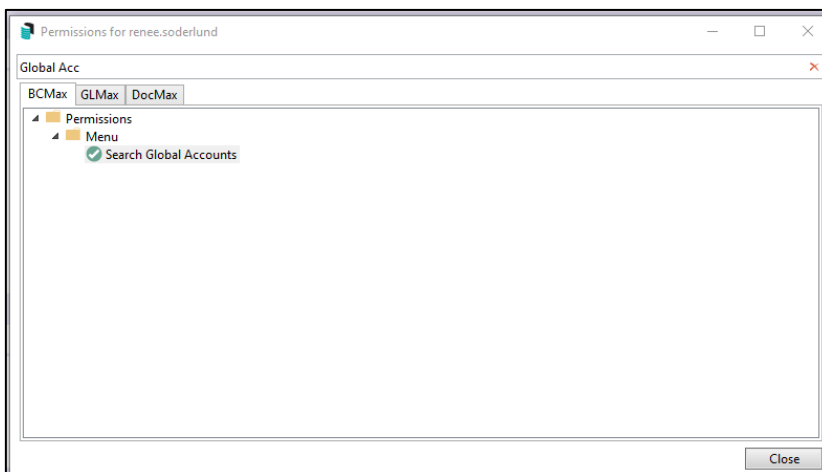 Permissions for renee.soderlund
Global Acc
BCMax GLMax DocMax
Permissions
Menu
Search Global Accounts
Close